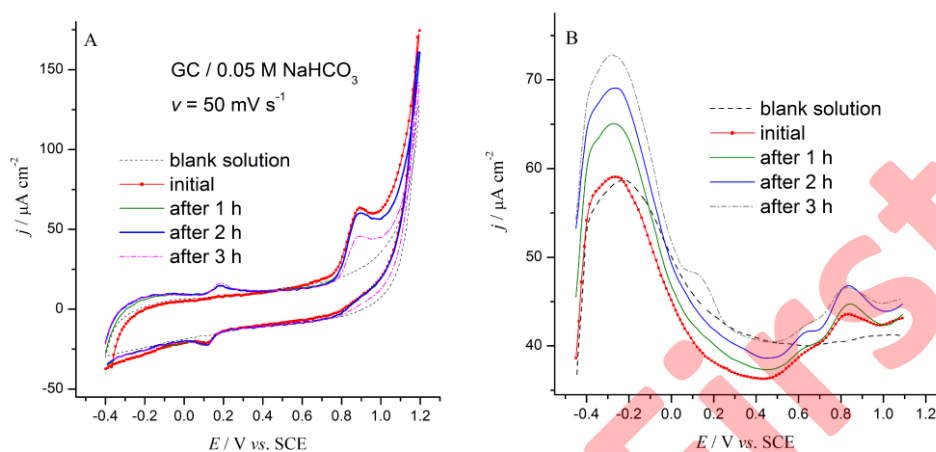 A
GC / 0.05 M NaHCO3
v = 50 mV s-1
blank solution
initial
after 1 h
after 2 h
after 3 h
j / μA cm-2
150
100
50
0
-50
-0.4 -0.2 0.0 0.2 0.4 0.6 0.8 1.0 1.2
E / V vs. SCE
B
blank solution
initial
after 1 h
after 2 h
after 3 h
j / μA cm-2
70
60
50
40
-0.4 -0.2 0.0 0.2 0.4 0.6 0.8 1.0
E / V vs. SCE
First